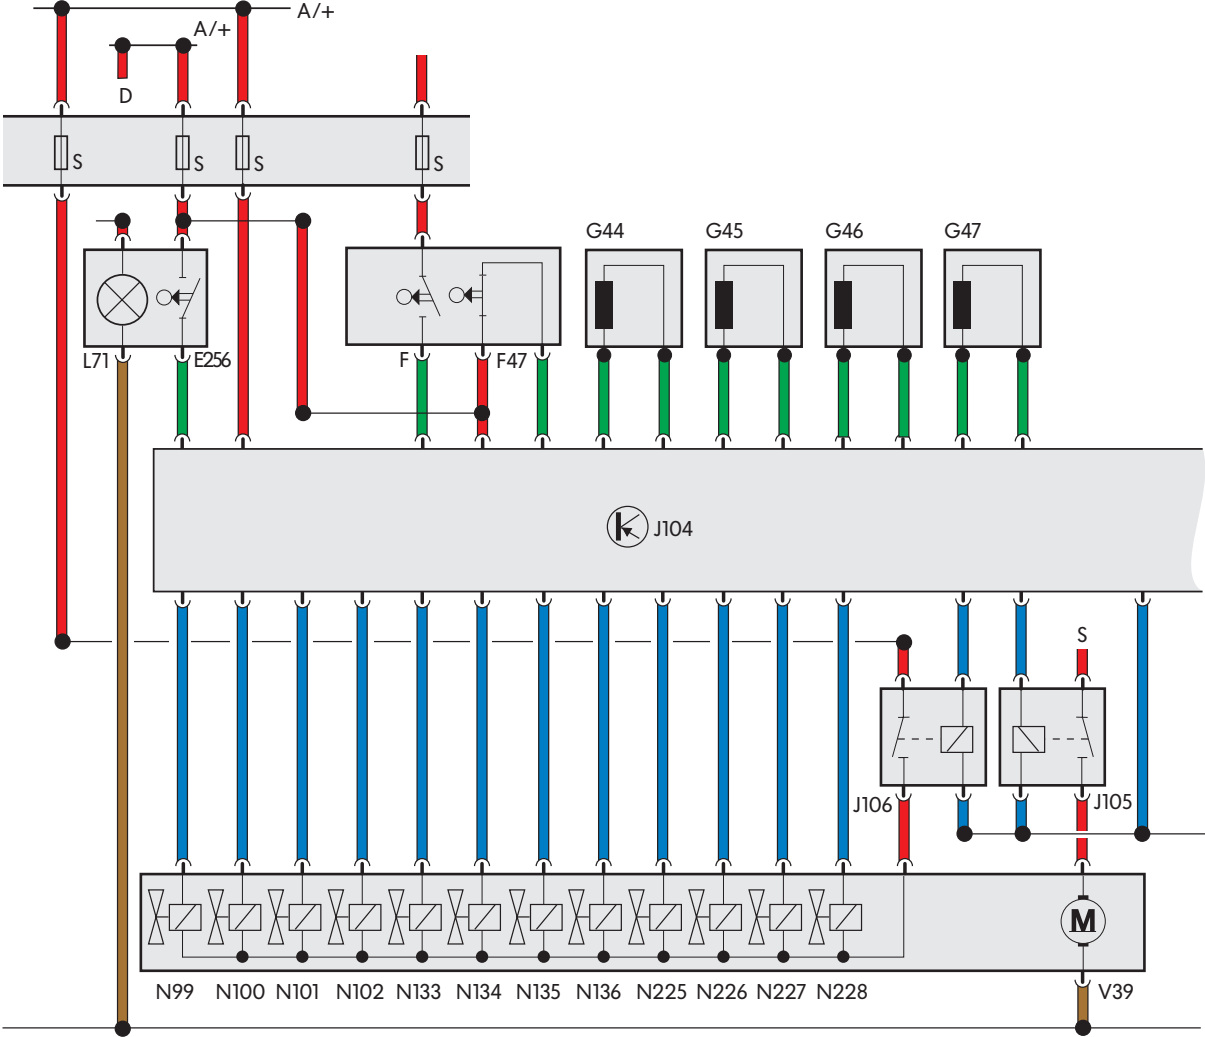 A/+
A/+
D
S S S S
G44 G45 G46 G47
L71 E256 F F47
J104
S
J106 J105
M
N99 N100 N101 N102 N133 N134 N135 N136 N225 N226 N227 N228 V39